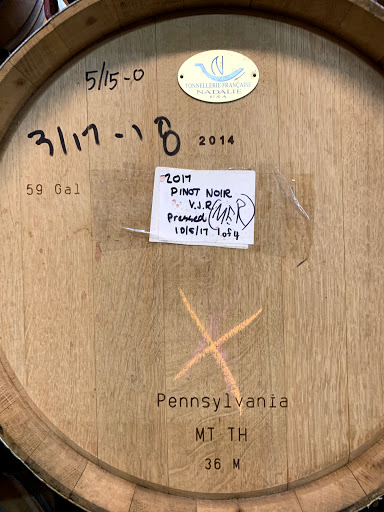 5/15-0
TONNELLERIE FRANÇAISE
NADALIÉ
U.S.A
3/17-18
2014
59 Gal
2017
PINOT NOIR
V.J.R
Pressed (MFR)
10/5/17 1 of 4
Pennsylvania
MT TH
36 M